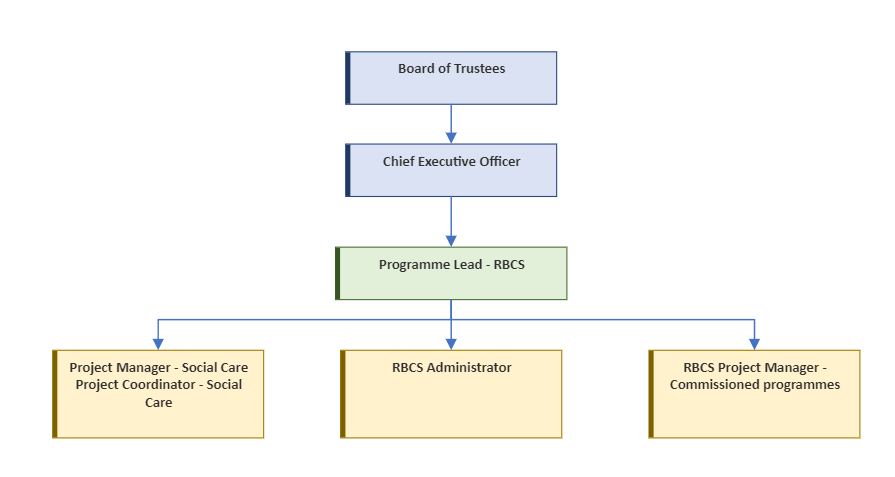 Board of Trustees
Chief Executive Officer
Programme Lead - RBCS
Project Manager - Social Care
Project Coordinator - Social
Care
RBCS Administrator
RBCS Project Manager -
Commissioned programmes